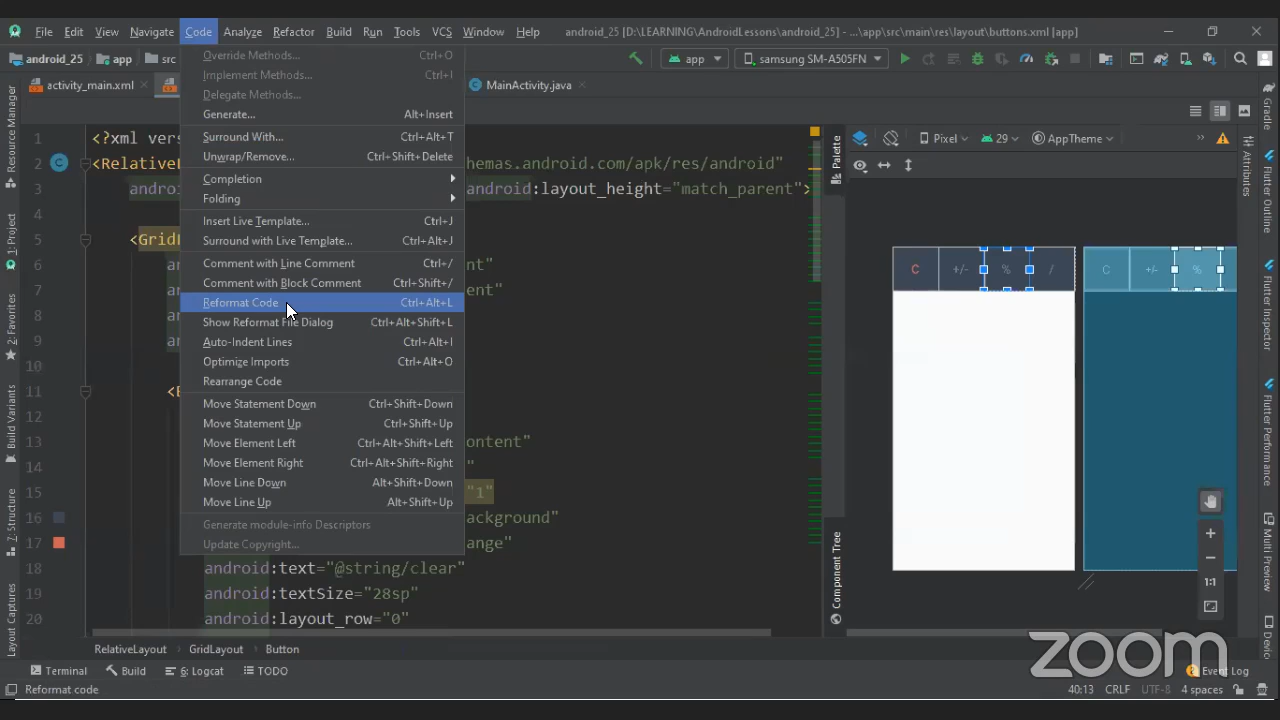 File Edit View Navigate Code Analyze Refactor Build Run Tools VCS Window Help android_25 [D:\LEARNING\AndroidLessons\android_25] - ...\app\src\main\res\layout\buttons.xml [app]
android_25 app src app samsung SM-A505FN
activity_main.xml MainActivity.java
Override Methods... Ctrl+O
Implement Methods... Ctrl+I
Delegate Methods...
Generate... Alt+Insert
Surround With... Ctrl+Alt+T
Unwrap/Remove... Ctrl+Shift+Delete
Completion
Folding
Insert Live Template... Ctrl+J
Surround with Live Template... Ctrl+Alt+J
Comment with Line Comment Ctrl+/
Comment with Block Comment Ctrl+Shift+/
Reformat Code Ctrl+Alt+L
Show Reformat File Dialog Ctrl+Alt+Shift+L
Auto-Indent Lines Ctrl+Alt+I
Optimize Imports Ctrl+Alt+O
Rearrange Code
Move Statement Down Ctrl+Shift+Down
Move Statement Up Ctrl+Shift+Up
Move Element Left Ctrl+Alt+Shift+Left
Move Element Right Ctrl+Alt+Shift+Right
Move Line Down Alt+Shift+Down
Move Line Up Alt+Shift+Up
Generate module-info Descriptors
Update Copyright...
1 <?xml vers
2 <RelativeL hemas.android.com/apk/res/android"
3 android:layout_height="match_parent">
4
5 <Grid
6 nt"
7 ent"
8
9
10
11
12
13 ontent"
14 "
15 "1"
16 ackground"
17 ange"
18 android:text="@string/clear"
19 android:textSize="28sp"
20 android:layout_row="0"
Resource Manager
1: Project
2: Favorites
Build Variants
7: Structure
Layout Captures
Palette
Component Tree
Pixel 29 AppTheme
C +/- % /
C +/- %
1:1
Gradle
Attributes
Flutter Outline
Flutter Inspector
Flutter Performance
Multi Preview
RelativeLayout GridLayout Button
Terminal Build 6: Logcat TODO Event Log
Reformat code 40:13 CRLF UTF-8 4 spaces
zoom